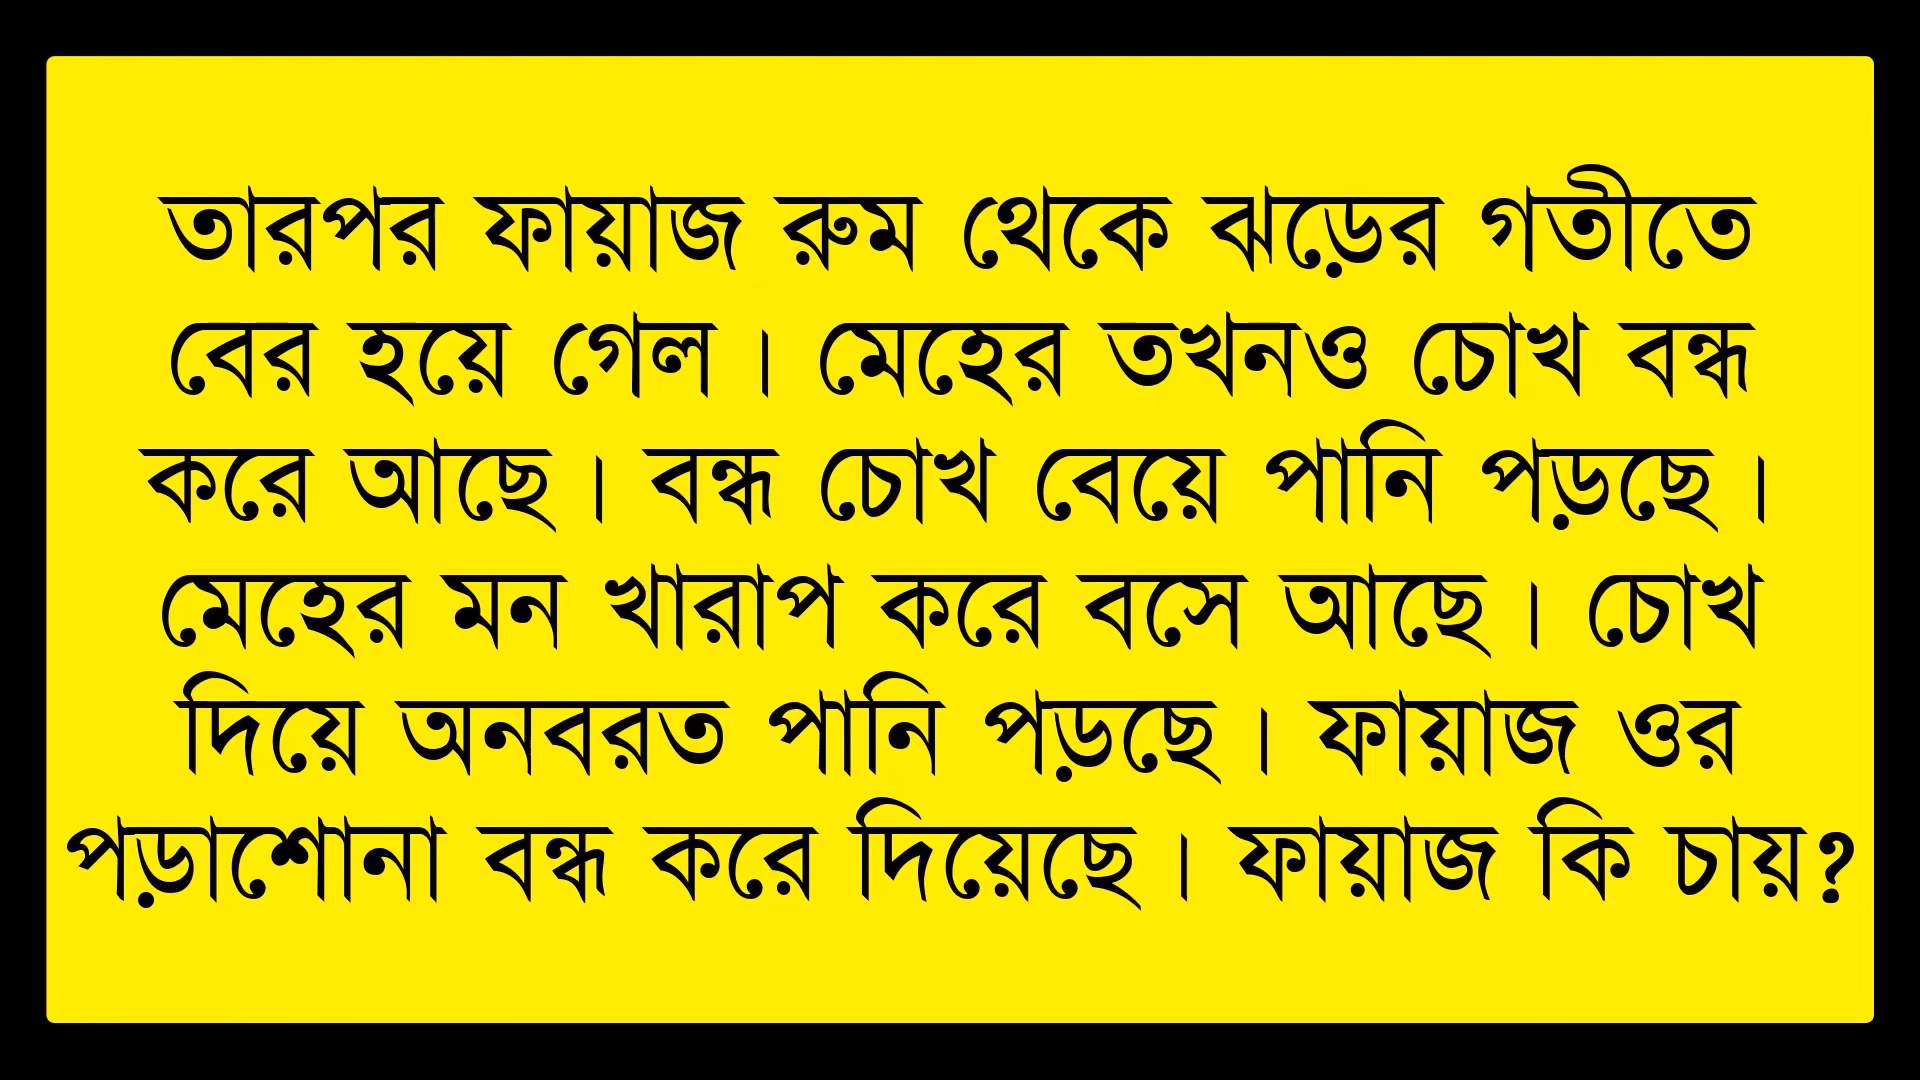 তারপর ফায়াজ রুম থেকে ঝড়ের গতীতে
বের হয়ে গেল। মেহের তখনও চোখ বন্ধ
করে আছে। বন্ধ চোখ বেয়ে পানি পড়ছে।
মেহের মন খারাপ করে বসে আছে। চোখ
দিয়ে অনবরত পানি পড়ছে। ফায়াজ ওর
পড়াশোনা বন্ধ করে দিয়েছে। ফায়াজ কি চায়?